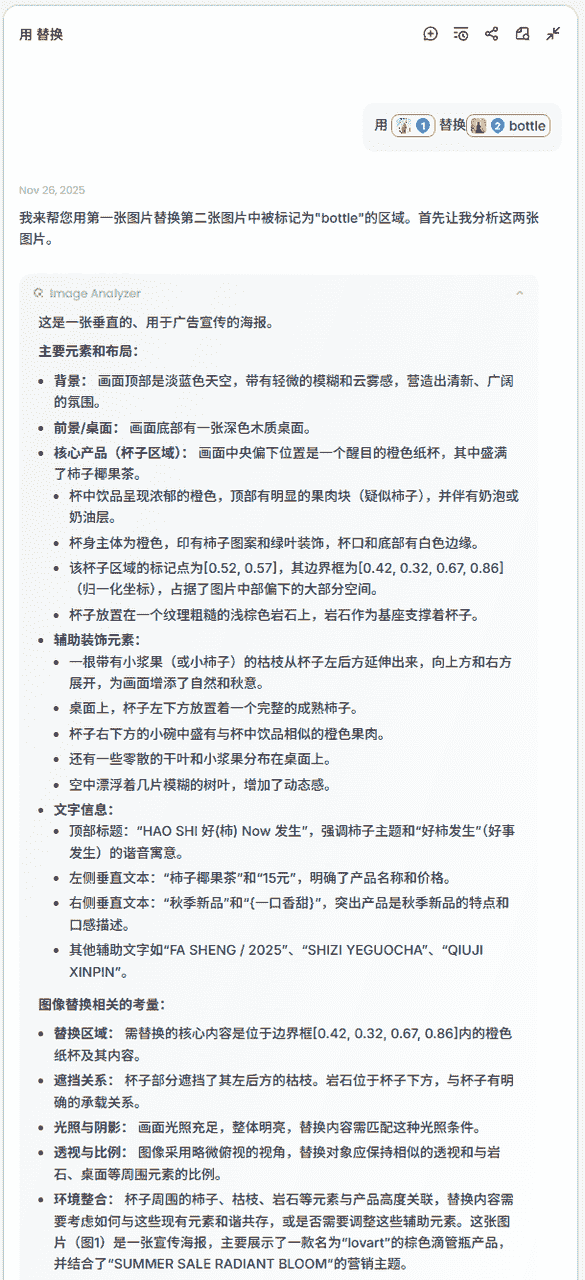 用 替换
用 1 替换 2 bottle
Nov 26, 2025
我来帮您用第一张图片替换第二张图片中被标记为"bottle"的区域。首先让我分析这两张
图片。
Image Analyzer
这是一张垂直的、用于广告宣传的海报。
主要元素和布局：
• 背景： 画面顶部是淡蓝色天空，带有轻微的模糊和云雾感，营造出清新、广阔
的氛围。
• 前景/桌面： 画面底部有一张深色木质桌面。
• 核心产品（杯子区域）： 画面中央偏下位置是一个醒目的橙色纸杯，其中盛满
了柿子椰果茶。
• 杯中饮品呈现浓郁的橙色，顶部有明显的果肉块（疑似柿子），并伴有奶泡或
奶油层。
• 杯身主体为橙色，印有柿子图案和绿叶装饰，杯口和底部有白色边缘。
• 该杯子区域的标记点为[0.52, 0.57]，其边界框为[0.42, 0.32, 0.67, 0.86]
（归一化坐标），占据了图片中部偏下的大部分空间。
• 杯子放置在一个纹理粗糙的浅棕色岩石上，岩石作为基座支撑着杯子。
• 辅助装饰元素：
• 一根带有小浆果（或小柿子）的枯枝从杯子左后方延伸出来，向上方和右方
展开，为画面增添了自然和秋意。
• 桌面上，杯子左下方放置着一个完整的成熟柿子。
• 杯子右下方的小碗中盛有与杯中饮品相似的橙色果肉。
• 还有一些零散的干叶和小浆果分布在桌面上。
• 空中漂浮着几片模糊的树叶，增加了动态感。
• 文字信息：
• 顶部标题：“HAO SHI 好(柿) Now 发生”，强调柿子主题和“好柿发生”（好事
发生）的谐音寓意。
• 左侧垂直文本：“柿子椰果茶”和“15元”，明确了产品名称和价格。
• 右侧垂直文本：“秋季新品”和“{一口香甜}”，突出产品是秋季新品的特点和
口感描述。
• 其他辅助文字如“FA SHENG / 2025”、“SHIZI YEGUOCHA”、“QIUJI
XINPIN”。
图像替换相关的考量：
• 替换区域： 需替换的核心内容是位于边界框[0.42, 0.32, 0.67, 0.86]内的橙色
纸杯及其内容。
• 遮挡关系： 杯子部分遮挡了其左后方的枯枝。岩石位于杯子下方，与杯子有明
确的承载关系。
• 光照与阴影： 画面光照充足，整体明亮，替换内容需匹配这种光照条件。
• 透视与比例： 图像采用略微俯视的视角，替换对象应保持相似的透视和与岩
石、桌面等周围元素的比例。
• 环境整合： 杯子周围的柿子、枯枝、岩石等元素与产品高度关联，替换内容需
要考虑如何与这些现有元素和谐共存，或是否需要调整这些辅助元素。这张图
片（图1）是一张宣传海报，主要展示了一款名为“lovart”的棕色滴管瓶产品，
并结合了“SUMMER SALE RADIANT BLOOM”的营销主题。